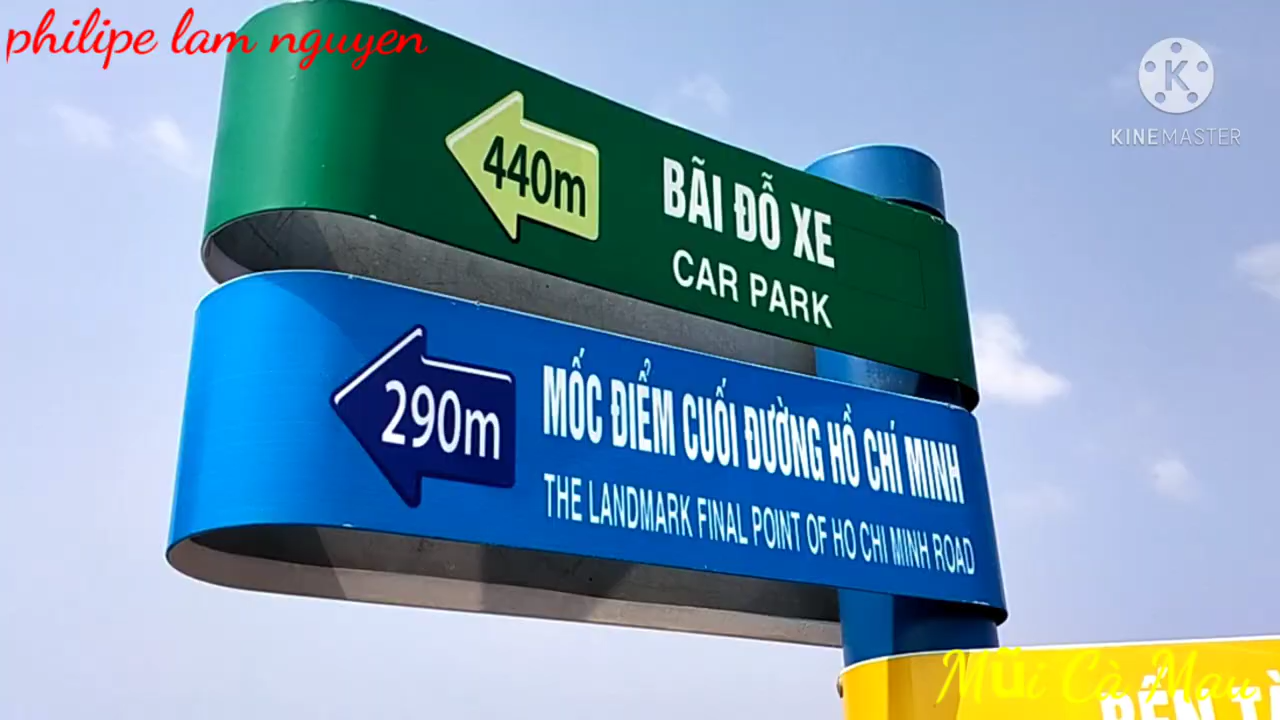 philipe lam nguyen
KINEMASTER
440m
BÃI ĐỖ XE
CAR PARK
290m
MỐC ĐIỂM CUỐI ĐƯỜNG HỒ CHÍ MINH
THE LANDMARK FINAL POINT OF HO CHI MINH ROAD
Mũi Cà Mau
BẾN